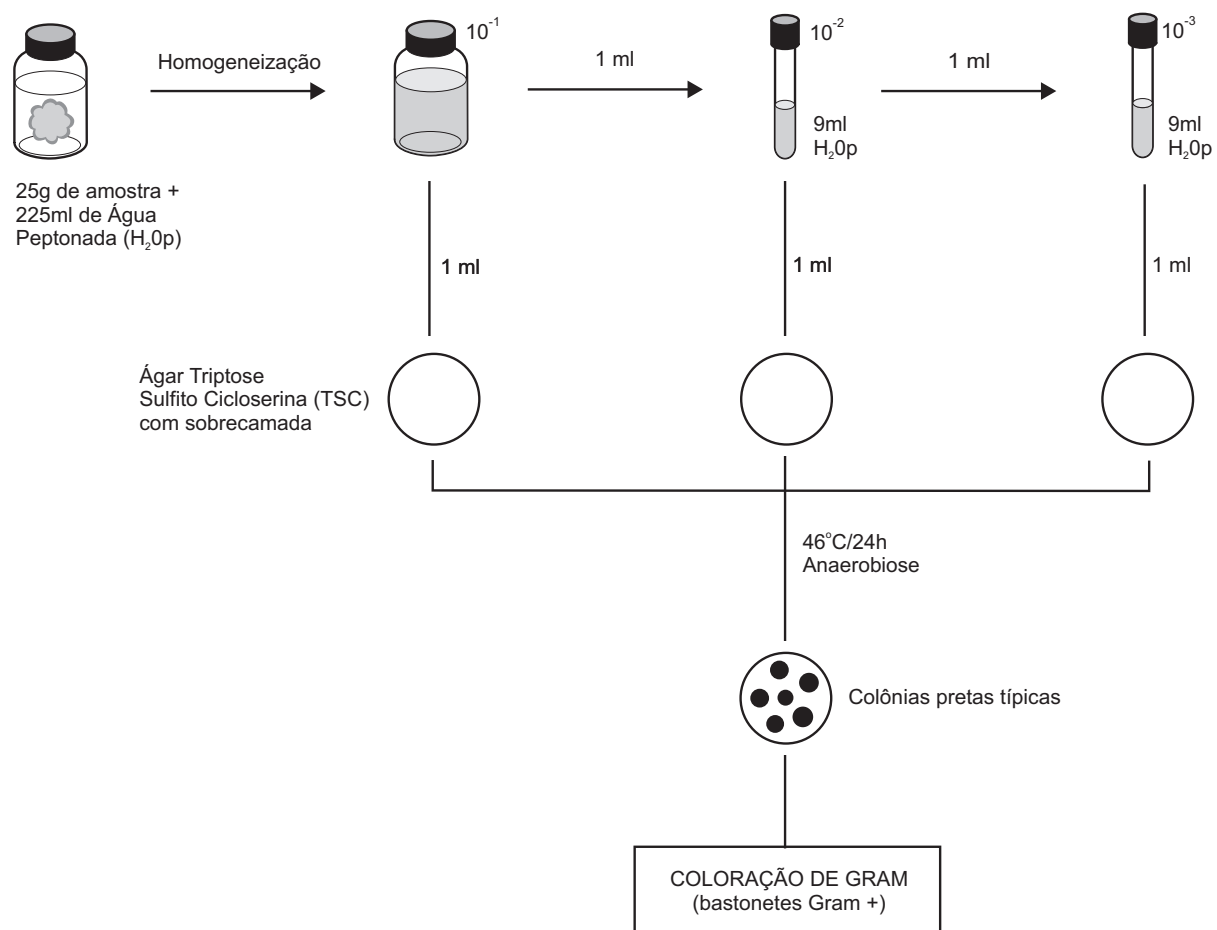 10⁻¹
10⁻²
10⁻³
Homogeneização
1 ml
1 ml
9ml
H₂0p
9ml
H₂0p
25g de amostra +
225ml de Água
Peptonada (H₂0p)
1 ml
1 ml
1 ml
Ágar Triptose
Sulfito Cicloserina (TSC)
com sobrecamada
46°C/24h
Anaerobiose
Colônias pretas típicas
COLORAÇÃO DE GRAM
(bastonetes Gram +)